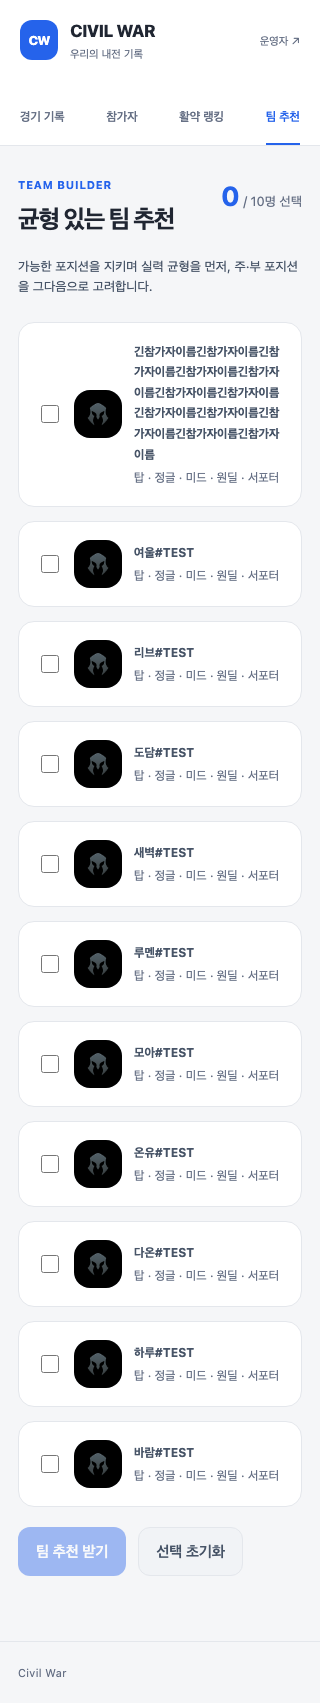 CW
CIVIL WAR
우리의 내전 기록
운영자 ↗
경기 기록
참가자
활약 랭킹
팀 추천
TEAM BUILDER
균형 있는 팀 추천
0 / 10명 선택
가능한 포지션을 지키며 실력 균형을 먼저, 주·부 포지션
을 그다음으로 고려합니다.
긴참가자이름긴참가자이름긴참
가자이름긴참가자이름긴참가자
이름긴참가자이름긴참가자이름
긴참가자이름긴참가자이름긴참
가자이름긴참가자이름긴참가자
이름
탑 · 정글 · 미드 · 원딜 · 서포터
여울#TEST
탑 · 정글 · 미드 · 원딜 · 서포터
리브#TEST
탑 · 정글 · 미드 · 원딜 · 서포터
도담#TEST
탑 · 정글 · 미드 · 원딜 · 서포터
새벽#TEST
탑 · 정글 · 미드 · 원딜 · 서포터
루멘#TEST
탑 · 정글 · 미드 · 원딜 · 서포터
모아#TEST
탑 · 정글 · 미드 · 원딜 · 서포터
온유#TEST
탑 · 정글 · 미드 · 원딜 · 서포터
다온#TEST
탑 · 정글 · 미드 · 원딜 · 서포터
하루#TEST
탑 · 정글 · 미드 · 원딜 · 서포터
바람#TEST
탑 · 정글 · 미드 · 원딜 · 서포터
팀 추천 받기
선택 초기화
Civil War